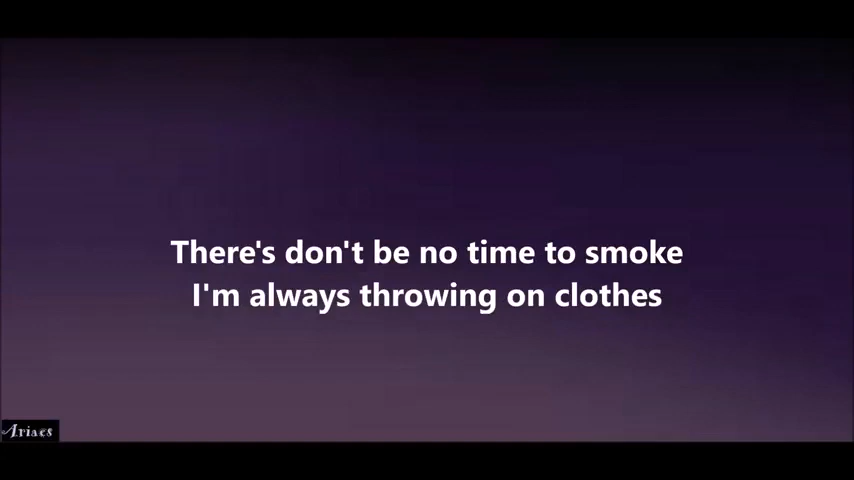 There's don't be no time to smoke
I'm always throwing on clothes
Ariaes